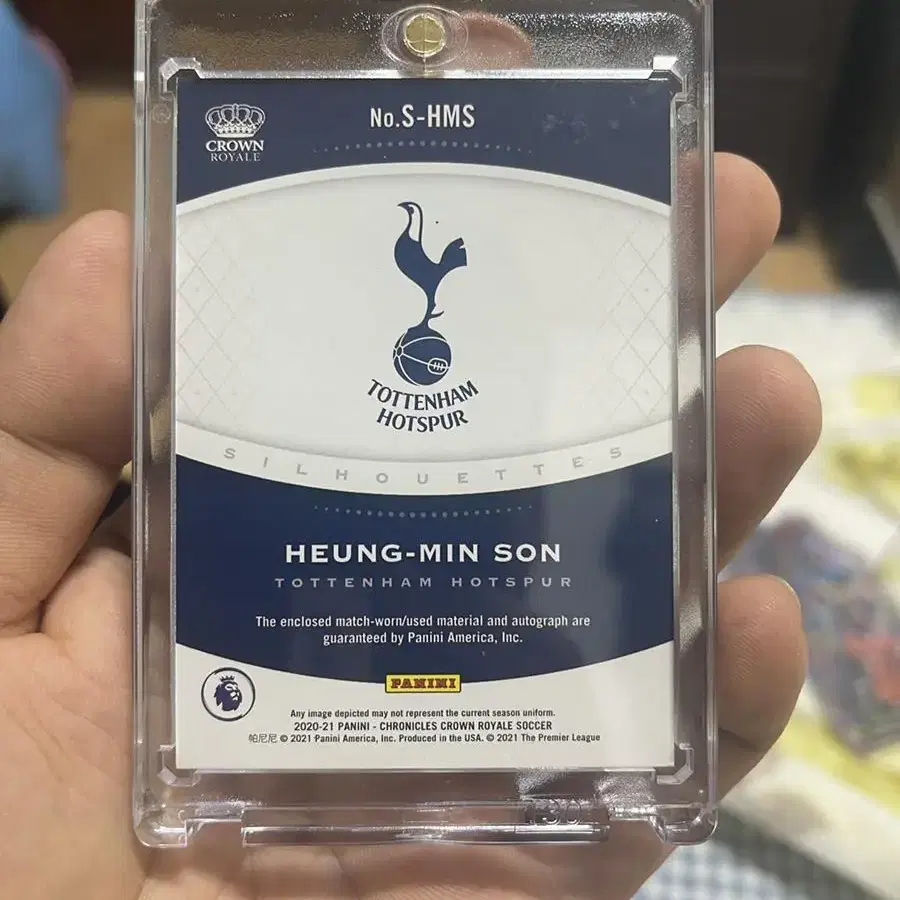 No.S-HMS
CROWN
ROYALE
TOTTENHAM
HOTSPUR
SILHOUETTES
HEUNG-MIN SON
TOTTENHAM HOTSPUR
The enclosed match-worn/used material and autograph are
guaranteed by Panini America, Inc.
PANINI
Any image depicted may not represent the current season uniform.
2020-21 PANINI - CHRONICLES CROWN ROYALE SOCCER
帕尼尼 © 2021 Panini America, Inc. Produced in the USA. © 2021 The Premier League